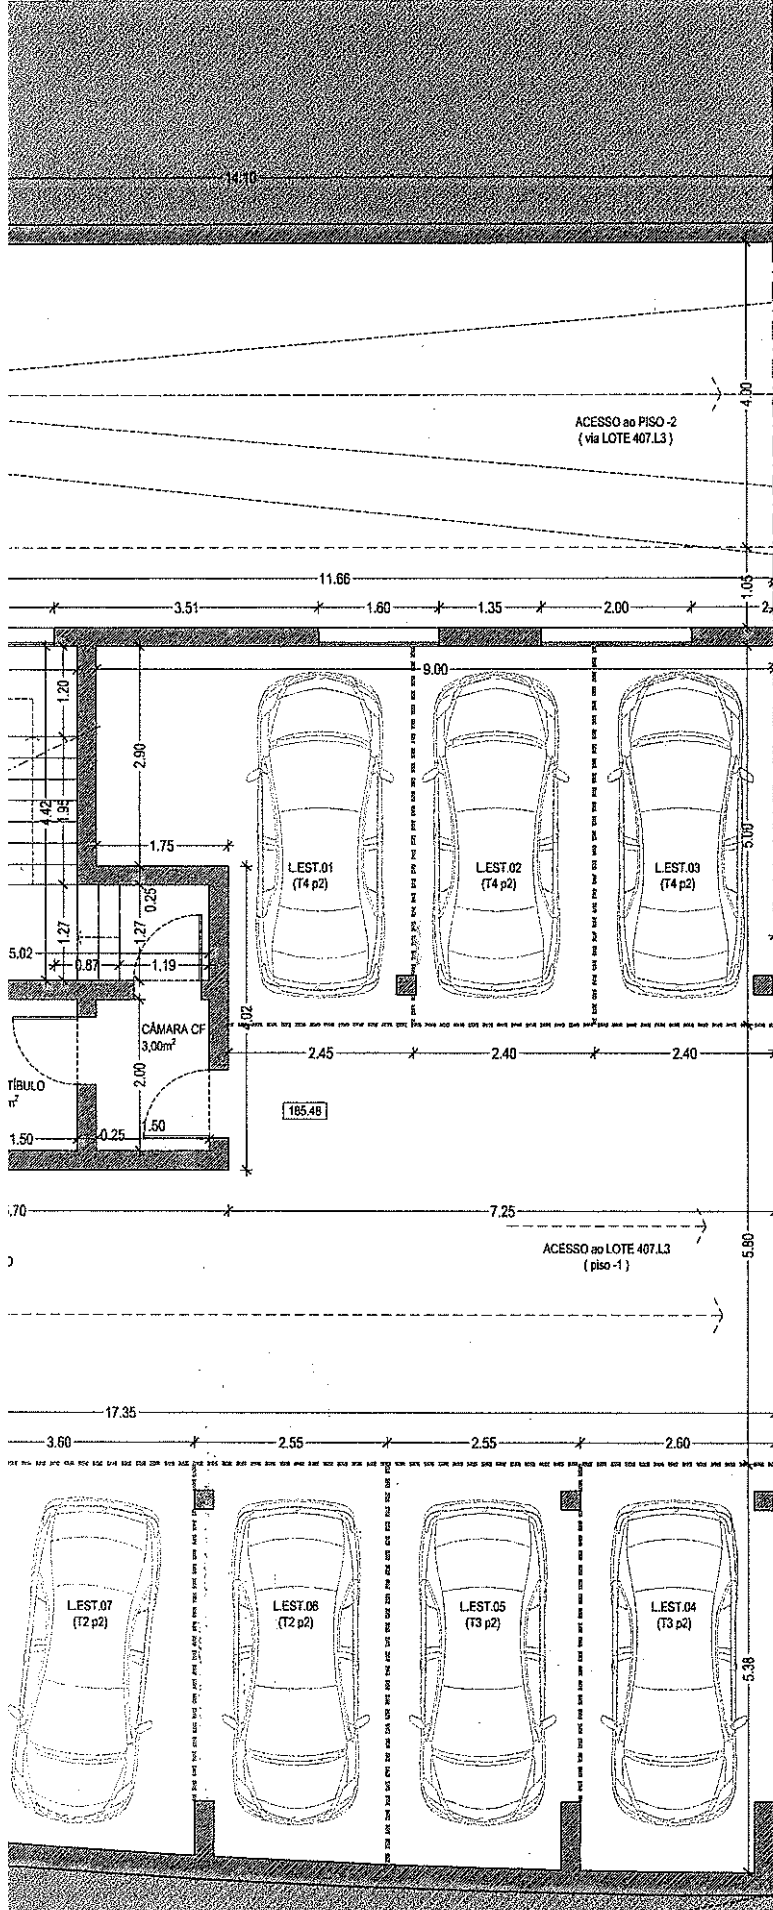 14.10
4.00
ACESSO ao PISO -2
( via LOTE 407.L3 )
11.66
1.05
3.51
1.60
1.35
2.00
2
9.00
1.20
2.90
4.42
1.95
5.00
1.75
L.EST.01
(T4 p2)
L.EST.02
(T4 p2)
L.EST.03
(T4 p2)
0.25
1.27
1.27
5.02
0.87
1.19
.02
CÂMARA CF
3,00m²
2.45
2.40
2.40
TÍBULO
m²
2.00
185.48
1.50
0.25
1.50
.70
7.25
ACESSO ao LOTE 407.L3
( piso -1 )
5.80
17.35
3.60
2.55
2.55
2.60
L.EST.07
(T2 p2)
L.EST.06
(T2 p2)
L.EST.05
(T3 p2)
L.EST.04
(T3 p2)
5.38